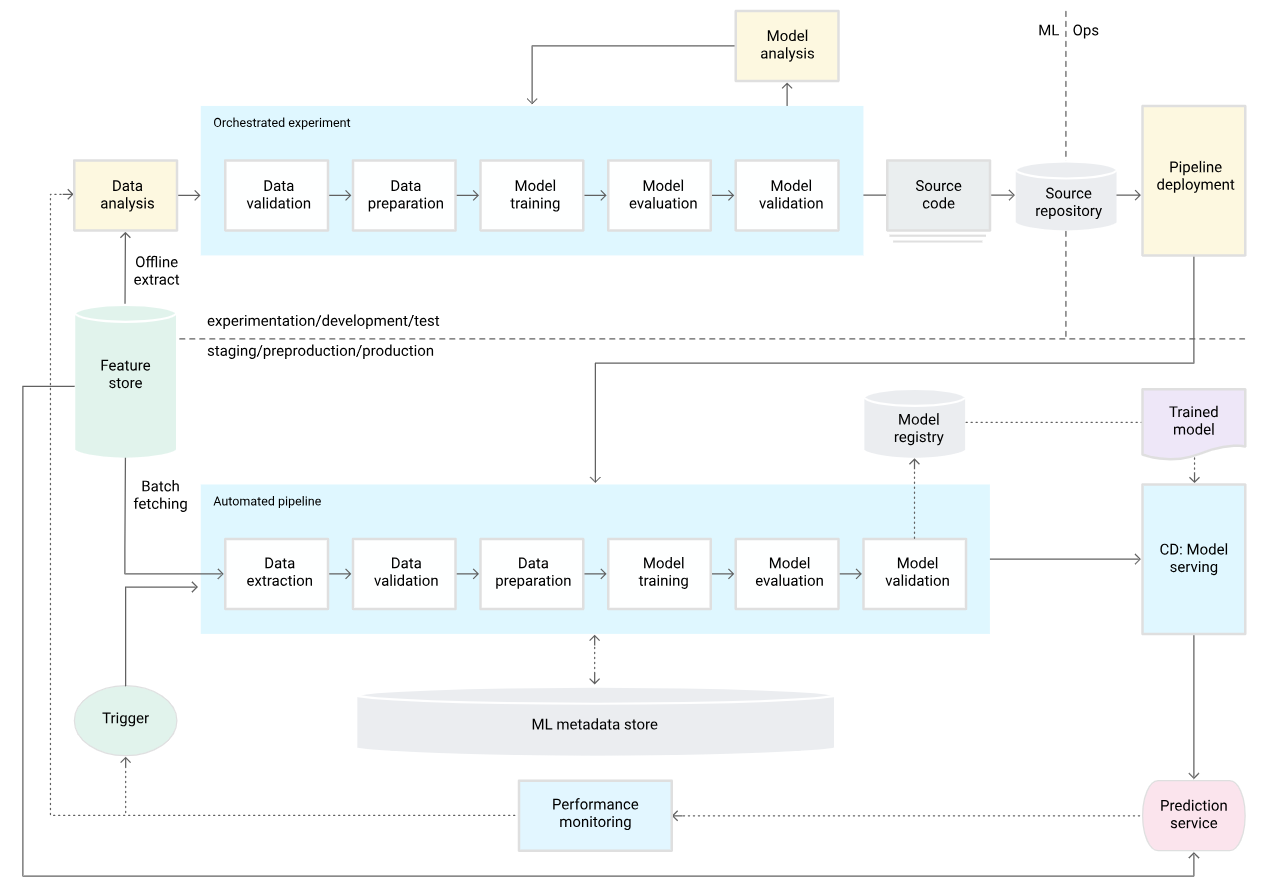 Model
analysis
ML
Ops
Orchestrated experiment
Data
analysis
Data
validation
Data
preparation
Model
training
Model
evaluation
Model
validation
Source
code
Source
repository
Pipeline
deployment
Offline
extract
experimentation/development/test
staging/preproduction/production
Feature
store
Model
registry
Trained
model
Batch
fetching
Automated pipeline
Data
extraction
Data
validation
Data
preparation
Model
training
Model
evaluation
Model
validation
CD: Model
serving
Trigger
ML metadata store
Performance
monitoring
Prediction
service